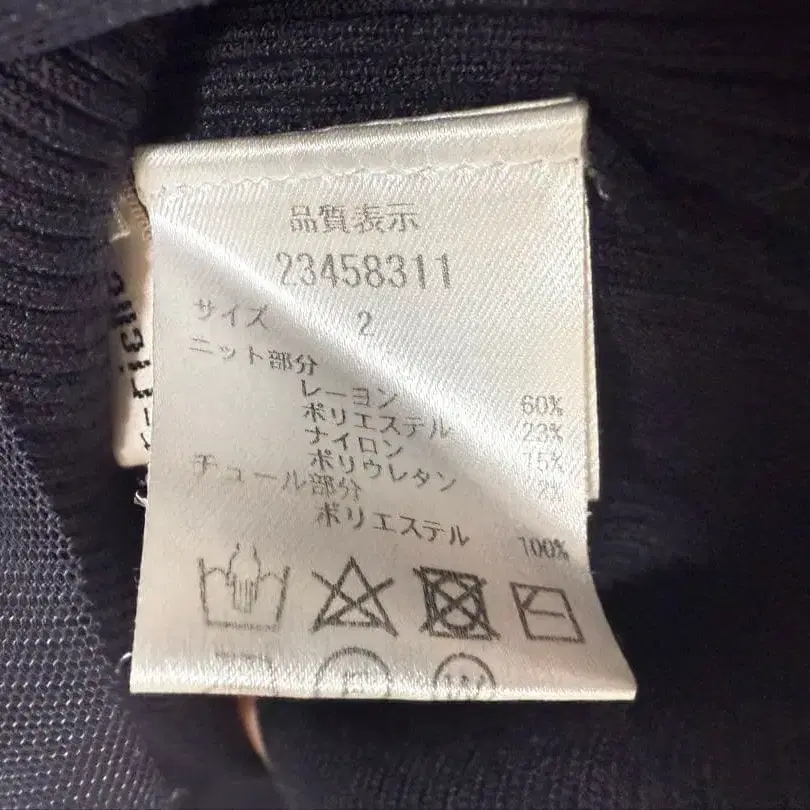 品質表示
23458311
サイズ 2
ニット部分
レーヨン 60%
ポリエステル 23%
ナイロン 15%
ポリウレタン 2%
チュール部分
ポリエステル 100%